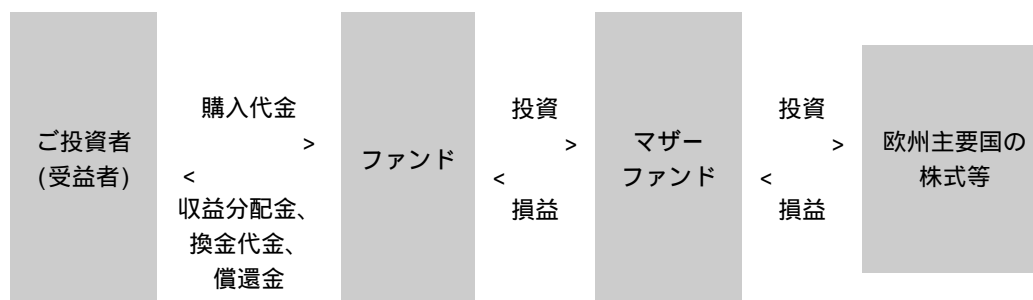 ご投資者
(受益者)
購入代金
>
<
収益分配金、
換金代金、
償還金
ファンド
投資
>
<
損益
マザー
ファンド
投資
>
<
損益
欧州主要国の
株式等